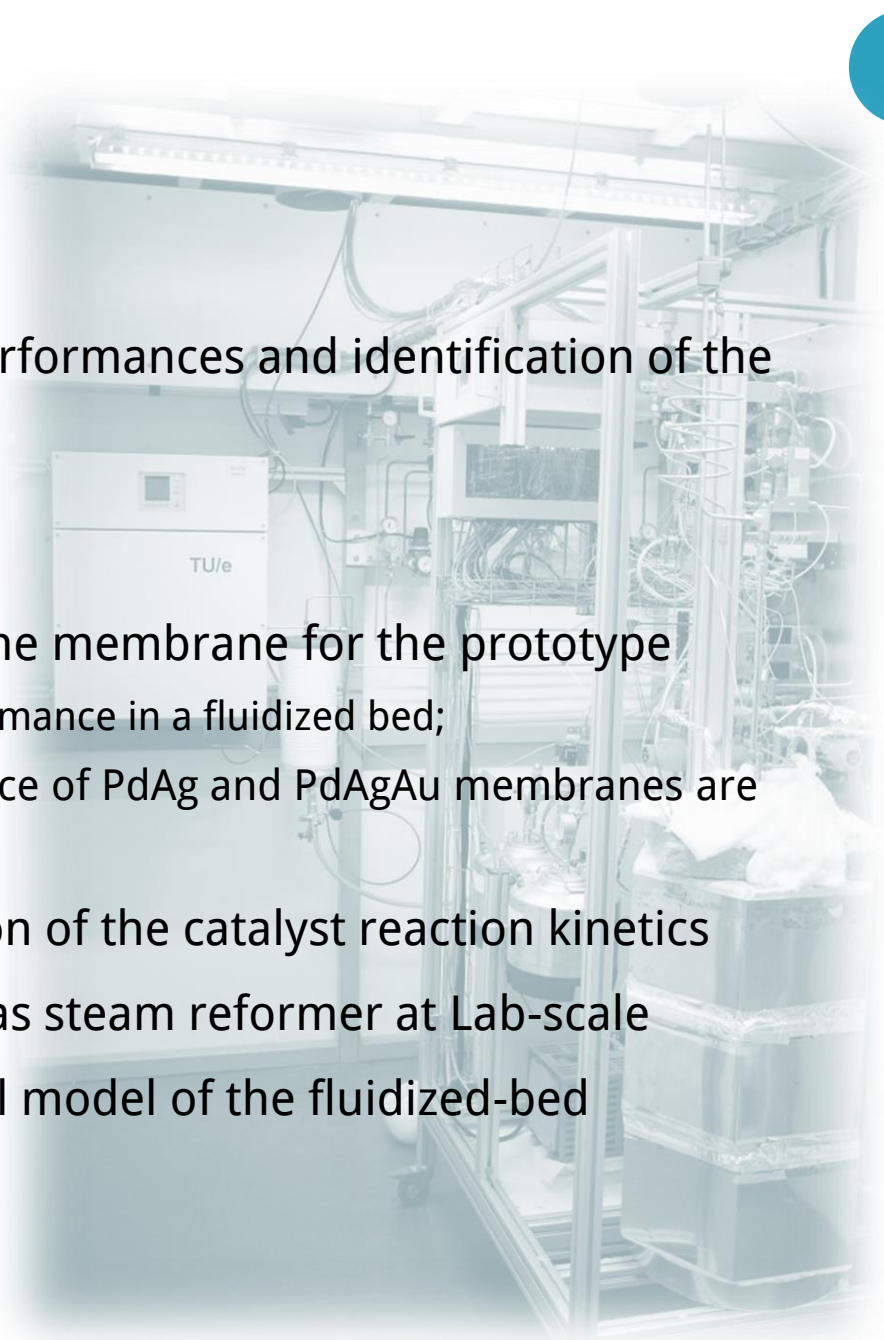 rformances and identification of the
TU/e
ne membrane for the prototype
mance in a fluidized bed;
ce of PdAg and PdAgAu membranes are
on of the catalyst reaction kinetics
as steam reformer at Lab-scale
l model of the fluidized-bed